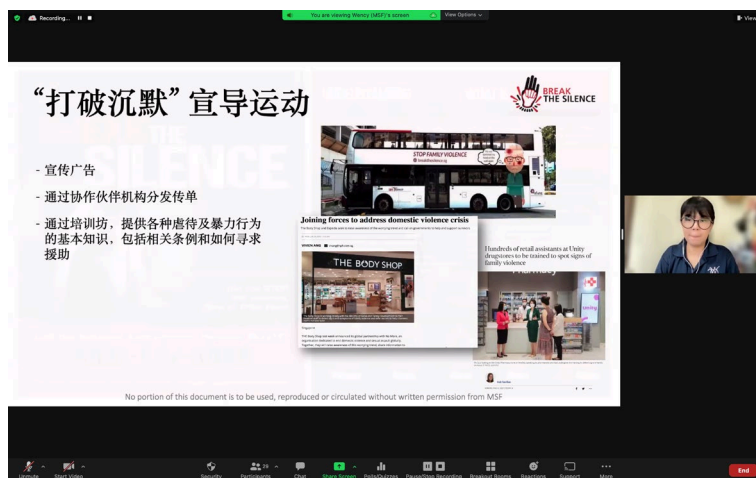 Recording...
You are viewing Wency (MSF)'s screen
View Options
View
“打破沉默”宣导运动
BREAK
THE SILENCE
- 宣传广告
- 通过协作伙伴机构分发传单
- 通过培训坊，提供各种虐待及暴力行为
的基本知识，包括相关条例和如何寻求
援助
STOP FAMILY VIOLENCE
Joining forces to address domestic violence crisis
THE BODY SHOP
Hundreds of retail assistants at Unity
drugstores to be trained to spot signs of
family violence
Pharmacy
Unity
No portion of this document is to be used, reproduced or circulated without written permission from MSF
Unmute
Start Video
Security
Participants
29
Chat
Share Screen
Polls/Quizzes
Pause/Stop Recording
Breakout Rooms
Reactions
Support
More
End